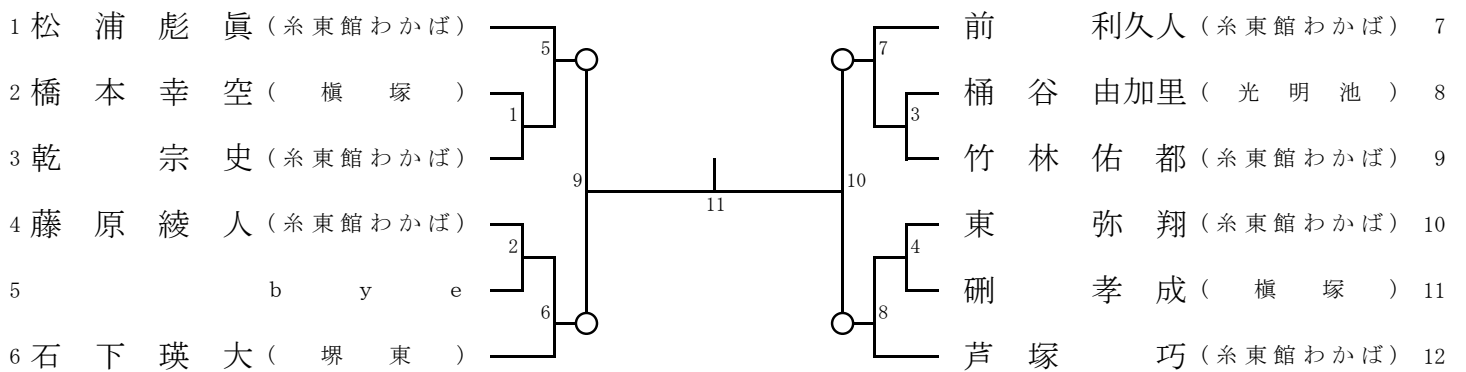 1 松浦彪眞 (糸東館わかば)
2 橋本幸空 (槇塚)
3 乾宗史 (糸東館わかば)
4 藤原綾人 (糸東館わかば)
5 bye
6 石下瑛大 (堺東)
5
1
9
2
6
11
7
3
10
4
8
前利久人 (糸東館わかば) 7
桶谷由加里 (光明池) 8
竹林佑都 (糸東館わかば) 9
東弥翔 (糸東館わかば) 10
硎孝成 (槇塚) 11
芦塚巧 (糸東館わかば) 12